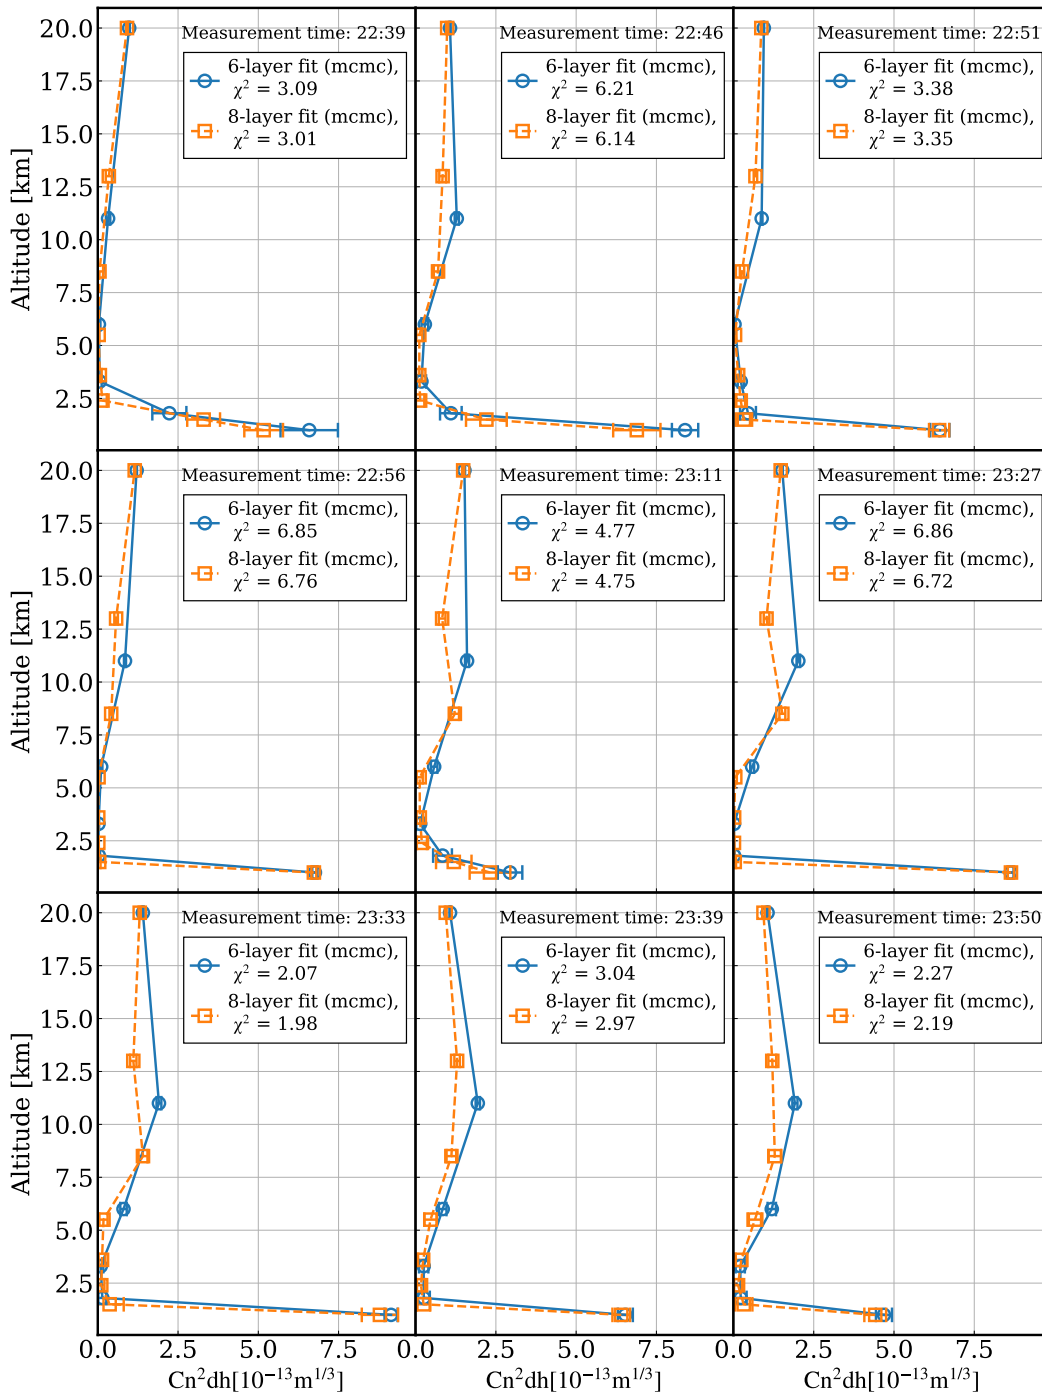 20.0
17.5
15.0
12.5
10.0
7.5
5.0
2.5
Altitude [km]
Measurement time: 22:39
6-layer fit (mcmc),
χ² = 3.09
8-layer fit (mcmc),
χ² = 3.01
Measurement time: 22:46
6-layer fit (mcmc),
χ² = 6.21
8-layer fit (mcmc),
χ² = 6.14
Measurement time: 22:51
6-layer fit (mcmc),
χ² = 3.38
8-layer fit (mcmc),
χ² = 3.35
20.0
17.5
15.0
12.5
10.0
7.5
5.0
2.5
Altitude [km]
Measurement time: 22:56
6-layer fit (mcmc),
χ² = 6.85
8-layer fit (mcmc),
χ² = 6.76
Measurement time: 23:11
6-layer fit (mcmc),
χ² = 4.77
8-layer fit (mcmc),
χ² = 4.75
Measurement time: 23:27
6-layer fit (mcmc),
χ² = 6.86
8-layer fit (mcmc),
χ² = 6.72
20.0
17.5
15.0
12.5
10.0
7.5
5.0
2.5
Altitude [km]
Measurement time: 23:33
6-layer fit (mcmc),
χ² = 2.07
8-layer fit (mcmc),
χ² = 1.98
Measurement time: 23:39
6-layer fit (mcmc),
χ² = 3.04
8-layer fit (mcmc),
χ² = 2.97
Measurement time: 23:50
6-layer fit (mcmc),
χ² = 2.27
8-layer fit (mcmc),
χ² = 2.19
0.0 2.5 5.0 7.5 0.0 2.5 5.0 7.5 0.0 2.5 5.0 7.5
Cn²dh[10⁻¹³m¹ᐟ³] Cn²dh[10⁻¹³m¹ᐟ³] Cn²dh[10⁻¹³m¹ᐟ³]